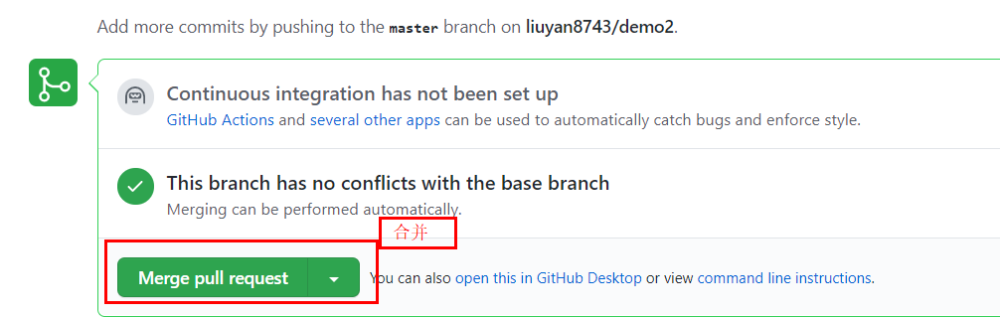 Add more commits by pushing to the master branch on liuyan8743/demo2.
Continuous integration has not been set up
GitHub Actions and several other apps can be used to automatically catch bugs and enforce style.
This branch has no conflicts with the base branch
Merging can be performed automatically.
合并
Merge pull request
You can also open this in GitHub Desktop or view command line instructions.